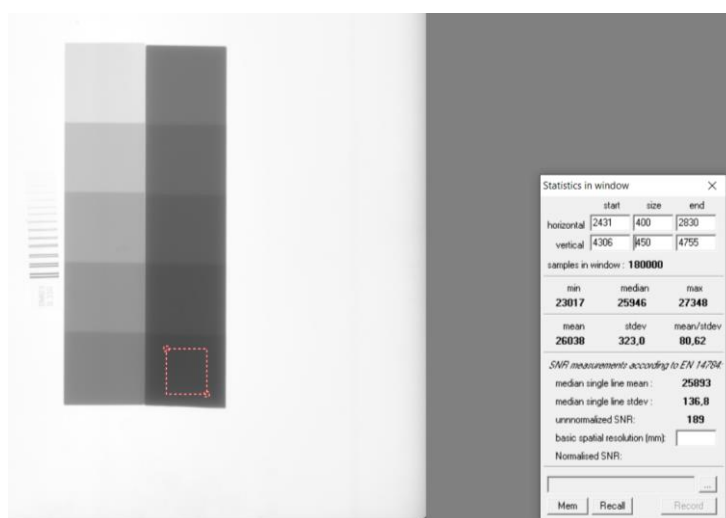 Statistics in window
start size end
horizontal 2431 400 2830
vertical 4306 450 4755
samples in window : 180000
min median max
23017 25946 27348
mean stdev mean/stdev
26038 323,0 80,62
SNR measurements according to EN 14784:
median single line mean : 25893
median single line stdev : 136,8
unnnormalized SNR: 189
basic spatial resolution (mm):
Normalised SNR:
...
Mem Recall Record